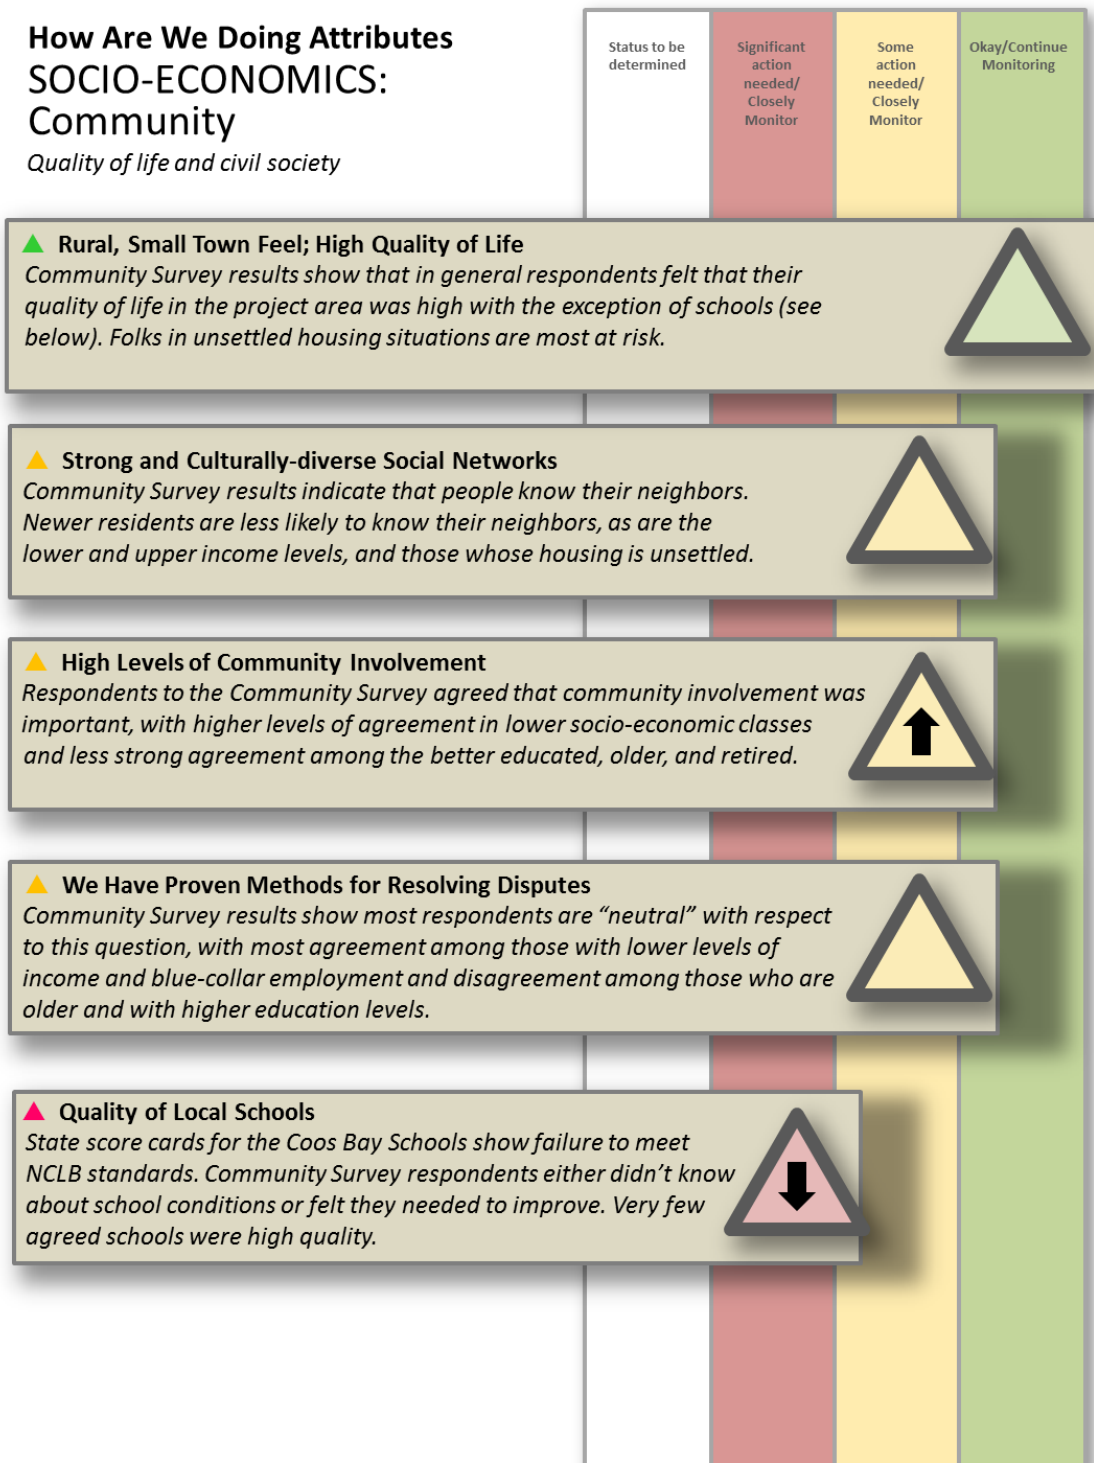 How Are We Doing Attributes
SOCIO-ECONOMICS:
Community
Quality of life and civil society
Status to be
determined
Significant
action
needed/
Closely
Monitor
Some
action
needed/
Closely
Monitor
Okay/Continue
Monitoring
Rural, Small Town Feel; High Quality of Life
Community Survey results show that in general respondents felt that their
quality of life in the project area was high with the exception of schools (see
below). Folks in unsettled housing situations are most at risk.
Strong and Culturally-diverse Social Networks
Community Survey results indicate that people know their neighbors.
Newer residents are less likely to know their neighbors, as are the
lower and upper income levels, and those whose housing is unsettled.
High Levels of Community Involvement
Respondents to the Community Survey agreed that community involvement was
important, with higher levels of agreement in lower socio-economic classes
and less strong agreement among the better educated, older, and retired.
We Have Proven Methods for Resolving Disputes
Community Survey results show most respondents are “neutral” with respect
to this question, with most agreement among those with lower levels of
income and blue-collar employment and disagreement among those who are
older and with higher education levels.
Quality of Local Schools
State score cards for the Coos Bay Schools show failure to meet
NCLB standards. Community Survey respondents either didn’t know
about school conditions or felt they needed to improve. Very few
agreed schools were high quality.